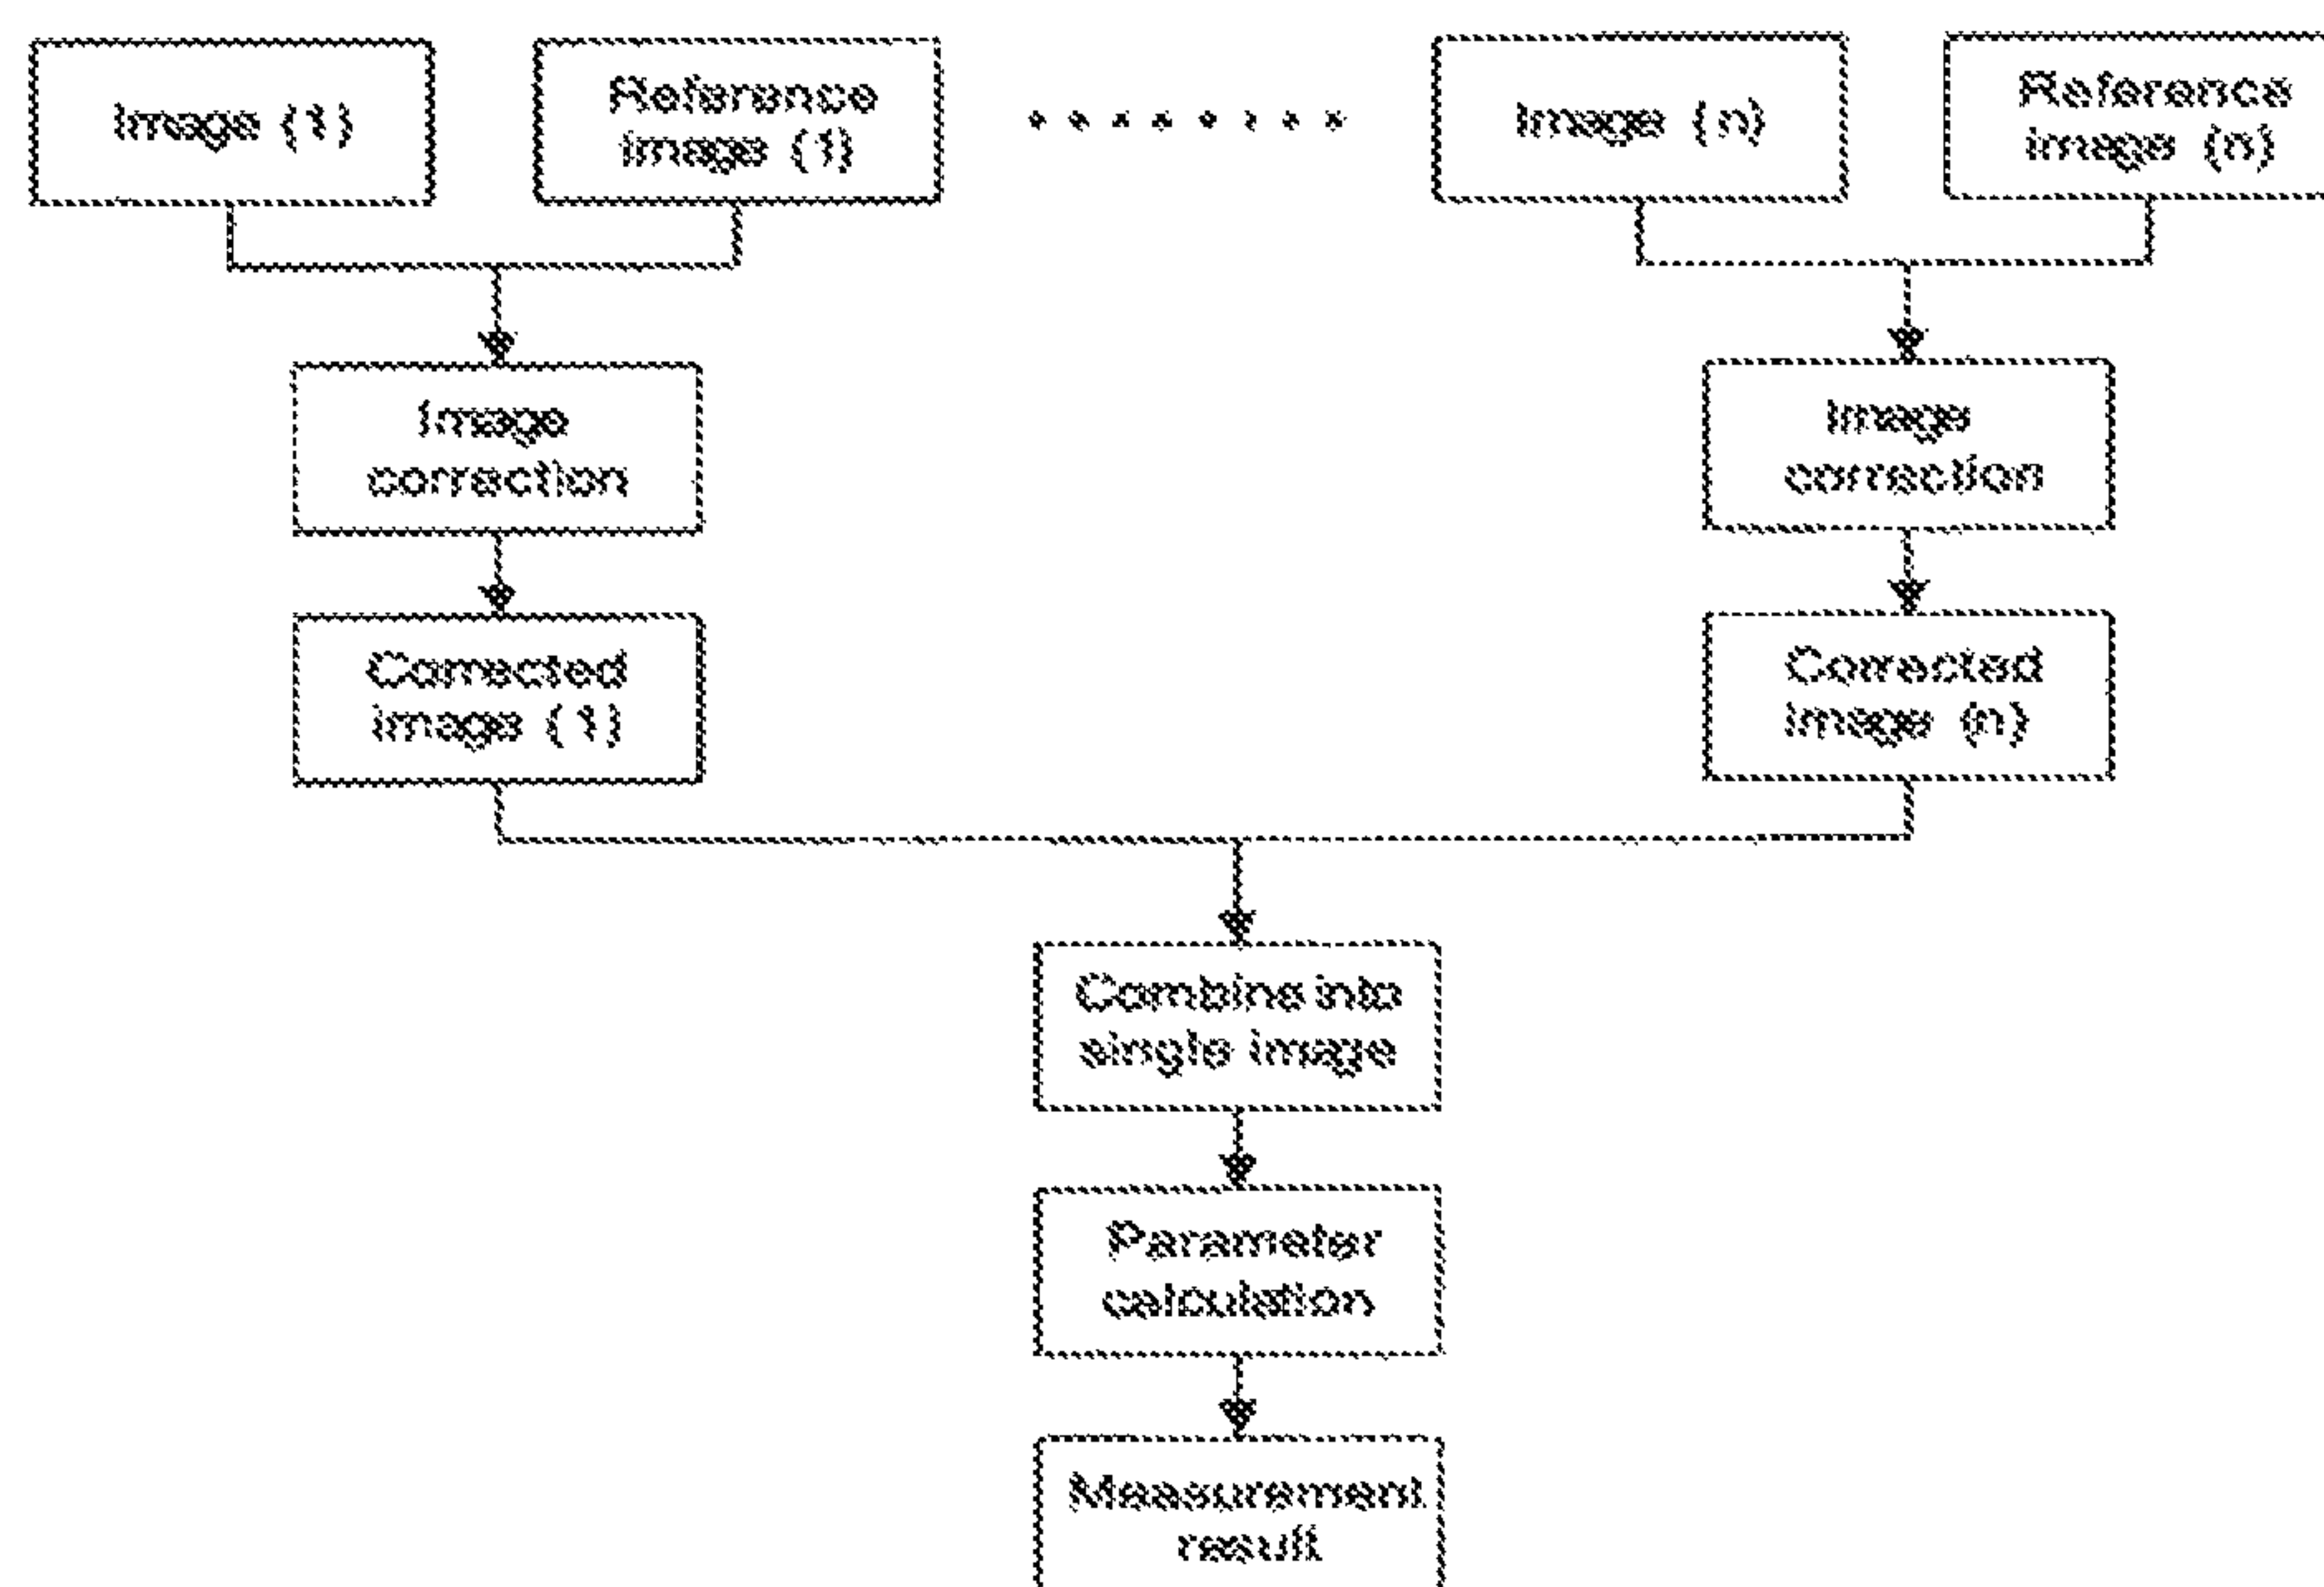 Image (1)
Reference
image (1)
Image (n)
Reference
image (n)
Image
correction
Image
correction
Corrected
image (1)
Corrected
image (n)
Combine into
single image
Parameter
calculation
Measurement
result